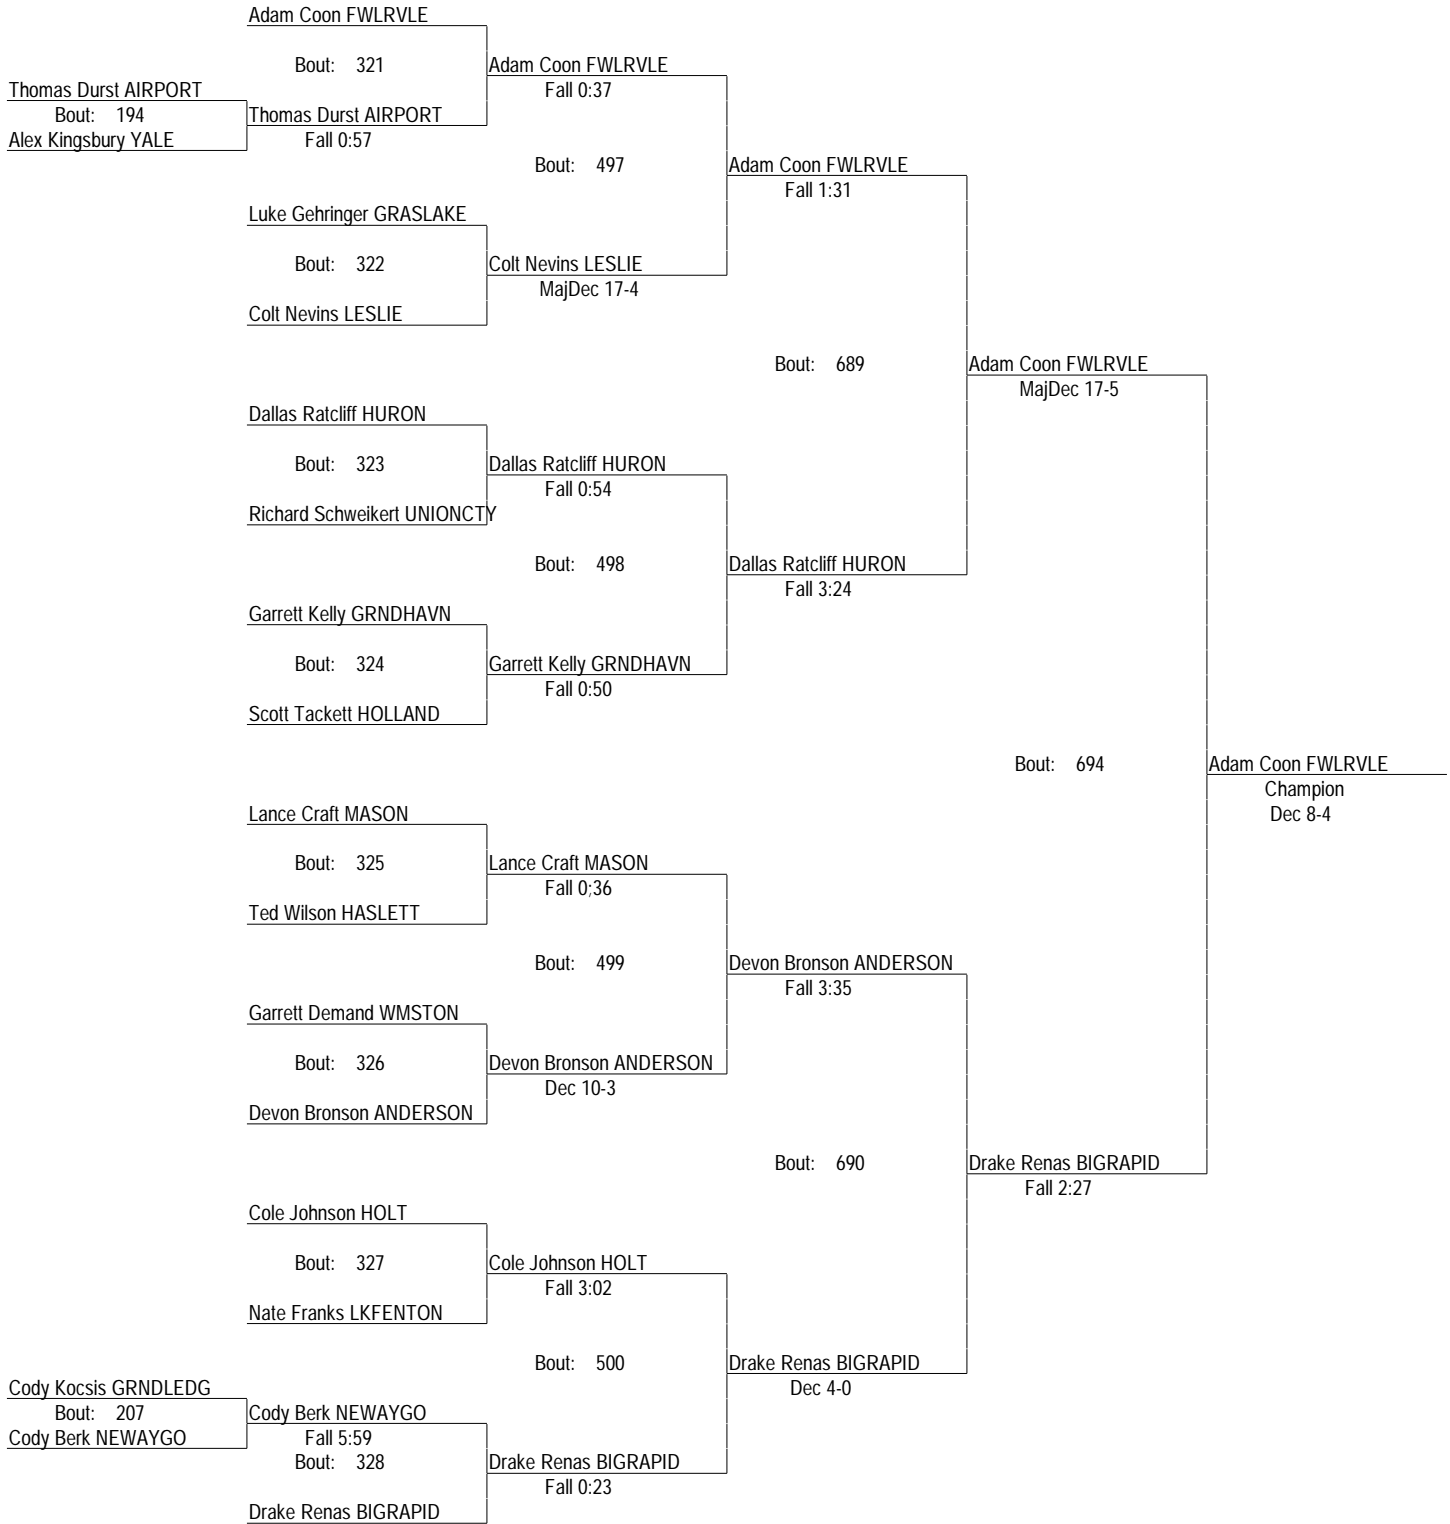 Adam Coon FWLRVLE
Bout: 321
Adam Coon FWLRVLE
Thomas Durst AIRPORT
Fall 0:37
Bout: 194
Thomas Durst AIRPORT
Alex Kingsbury YALE
Fall 0:57
Bout: 497
Adam Coon FWLRVLE
Fall 1:31
Luke Gehringer GRASLAKE
Bout: 322
Colt Nevins LESLIE
MajDec 17-4
Colt Nevins LESLIE
Bout: 689
Adam Coon FWLRVLE
MajDec 17-5
Dallas Ratcliff HURON
Bout: 323
Dallas Ratcliff HURON
Fall 0:54
Richard Schweikert UNIONCTY
Bout: 498
Dallas Ratcliff HURON
Fall 3:24
Garrett Kelly GRNDHAVN
Bout: 324
Garrett Kelly GRNDHAVN
Fall 0:50
Scott Tackett HOLLAND
Bout: 694
Adam Coon FWLRVLE
Champion
Dec 8-4
Lance Craft MASON
Bout: 325
Lance Craft MASON
Fall 0;36
Ted Wilson HASLETT
Bout: 499
Devon Bronson ANDERSON
Fall 3:35
Garrett Demand WMSTON
Bout: 326
Devon Bronson ANDERSON
Dec 10-3
Devon Bronson ANDERSON
Bout: 690
Drake Renas BIGRAPID
Fall 2:27
Cole Johnson HOLT
Bout: 327
Cole Johnson HOLT
Fall 3:02
Nate Franks LKFENTON
Bout: 500
Drake Renas BIGRAPID
Dec 4-0
Cody Kocsis GRNDLEDG
Bout: 207
Cody Berk NEWAYGO
Cody Berk NEWAYGO
Fall 5:59
Bout: 328
Drake Renas BIGRAPID
Fall 0:23
Drake Renas BIGRAPID